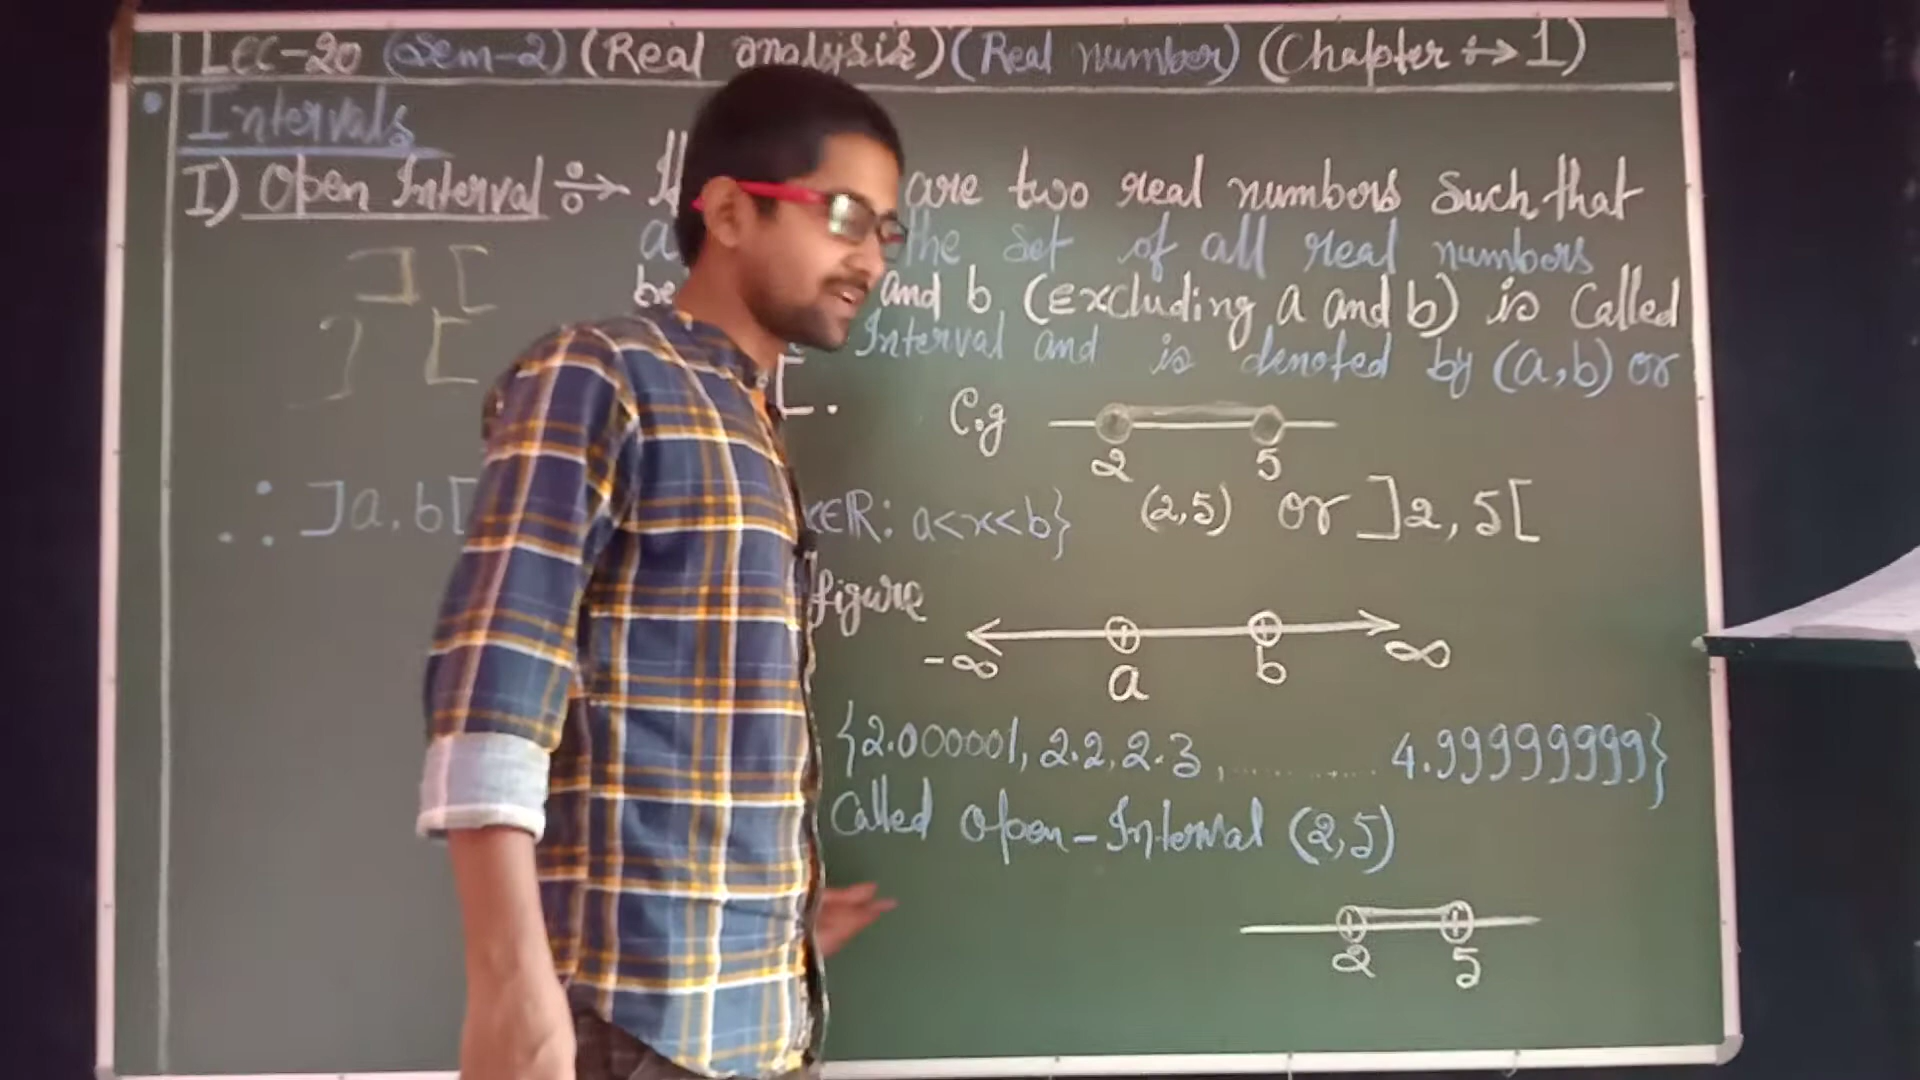 Lec-20 (Sem-2) (Real analysis) (Real number) (Chapter ÷→ 1)
Intervals
I) Open Interval ÷→ If are two real numbers such that
a the set of all real numbers
be and b (Excluding a and b) is called
Interval and is denoted by (a,b) or
] [
] [
[.
e.g
2 5
∴ ]a, b[ x∈ℝ: a<x<b}
(2,5) or ]2, 5[
figure
-∞ a b ∞
{2.000001, 2.2, 2.3, ............ 4.99999999}
Called open-Interval (2,5)
2 5